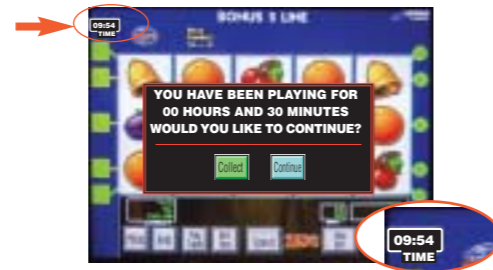 09:54
TIME
BONUS 5 LINE
YOU HAVE BEEN PLAYING FOR
00 HOURS AND 30 MINUTES
WOULD YOU LIKE TO CONTINUE?
Collect
Continue
09:54
TIME